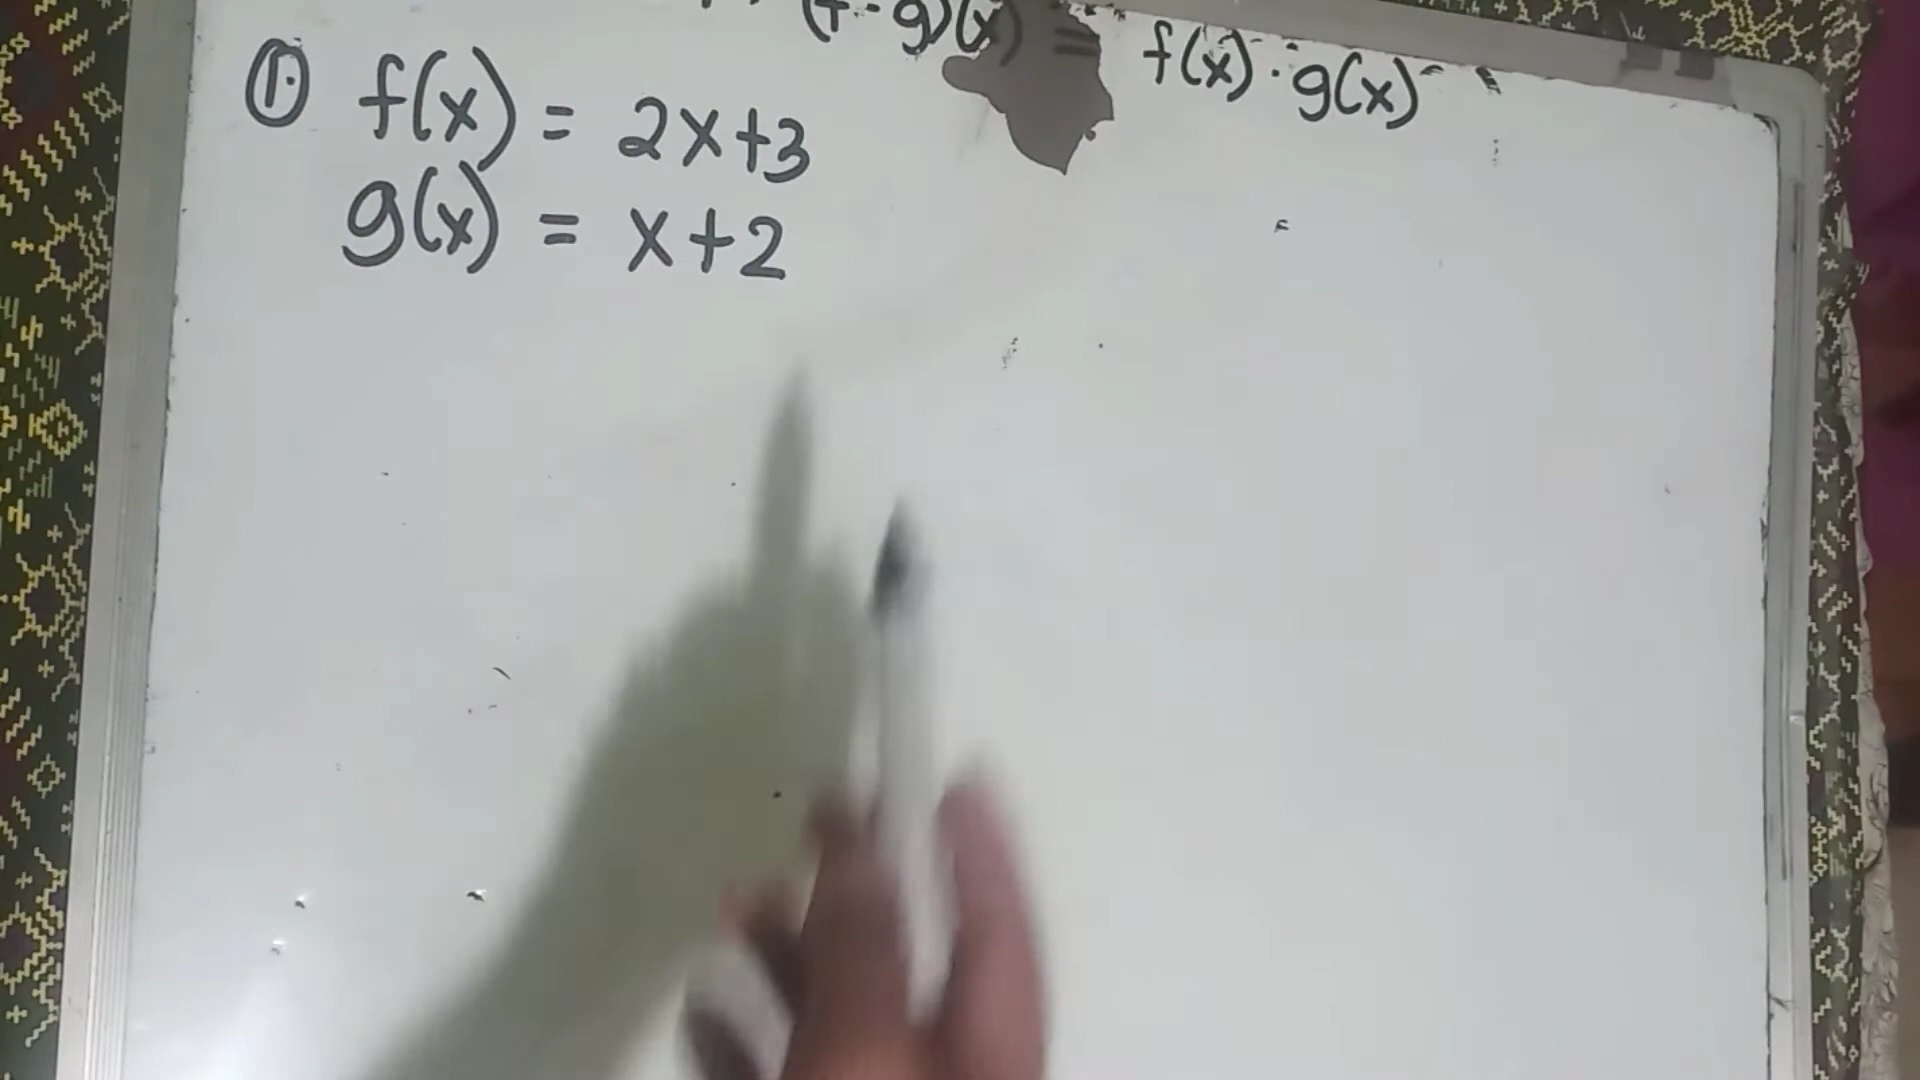 (f·g)(x) = f(x)·g(x)
① f(x) = 2x+3
g(x) = x+2